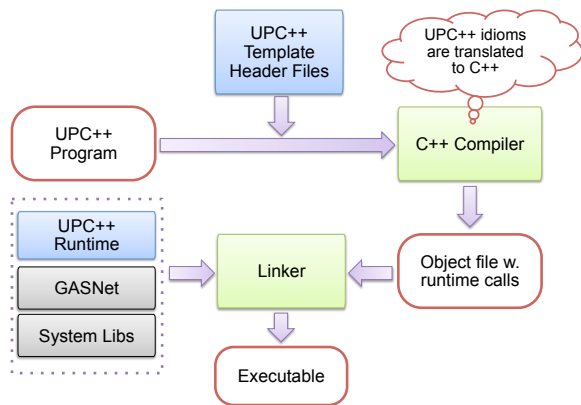 UPC++
Template
Header Files
UPC++ idioms
are translated
to C++
UPC++
Program
C++ Compiler
UPC++
Runtime
GASNet
System Libs
Linker
Object file w.
runtime calls
Executable